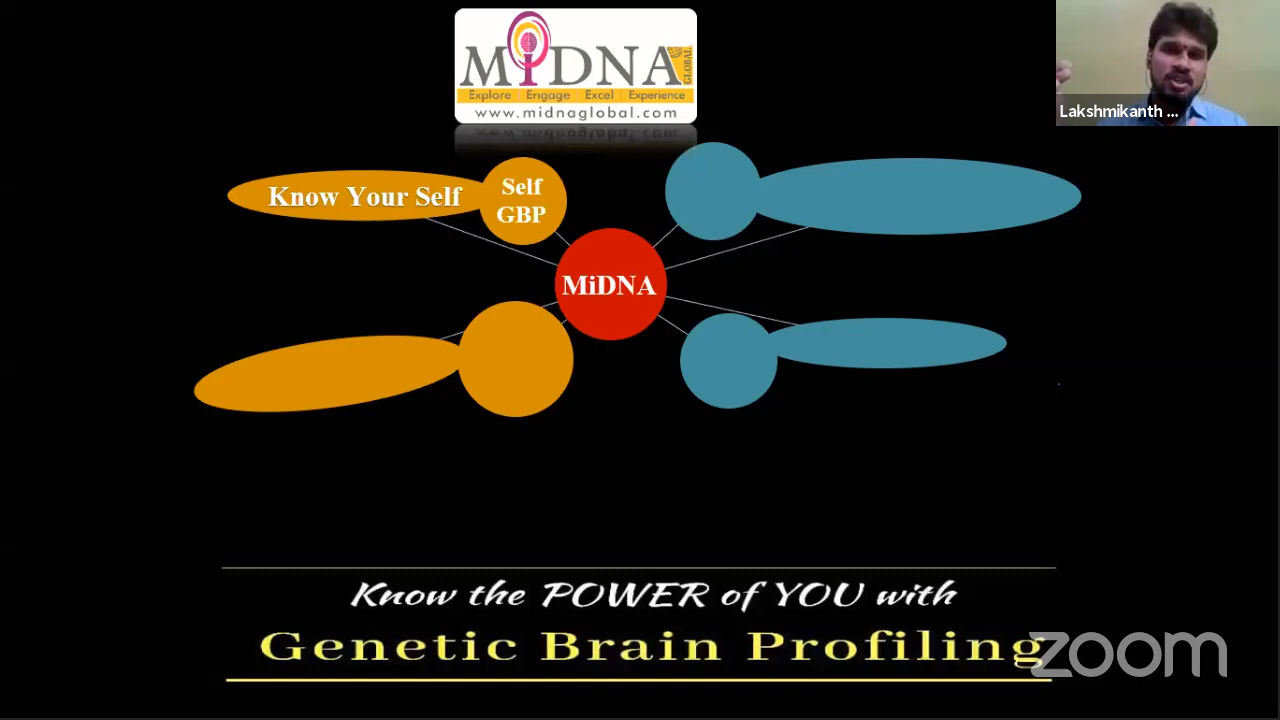 MiDNA
GLOBAL
Explore Engage Excel Experience
www.midnaglobal.com
Lakshmikanth ...
Know Your Self
Self
GBP
MiDNA
Know the POWER of YOU with
Genetic Brain Profiling
zoom